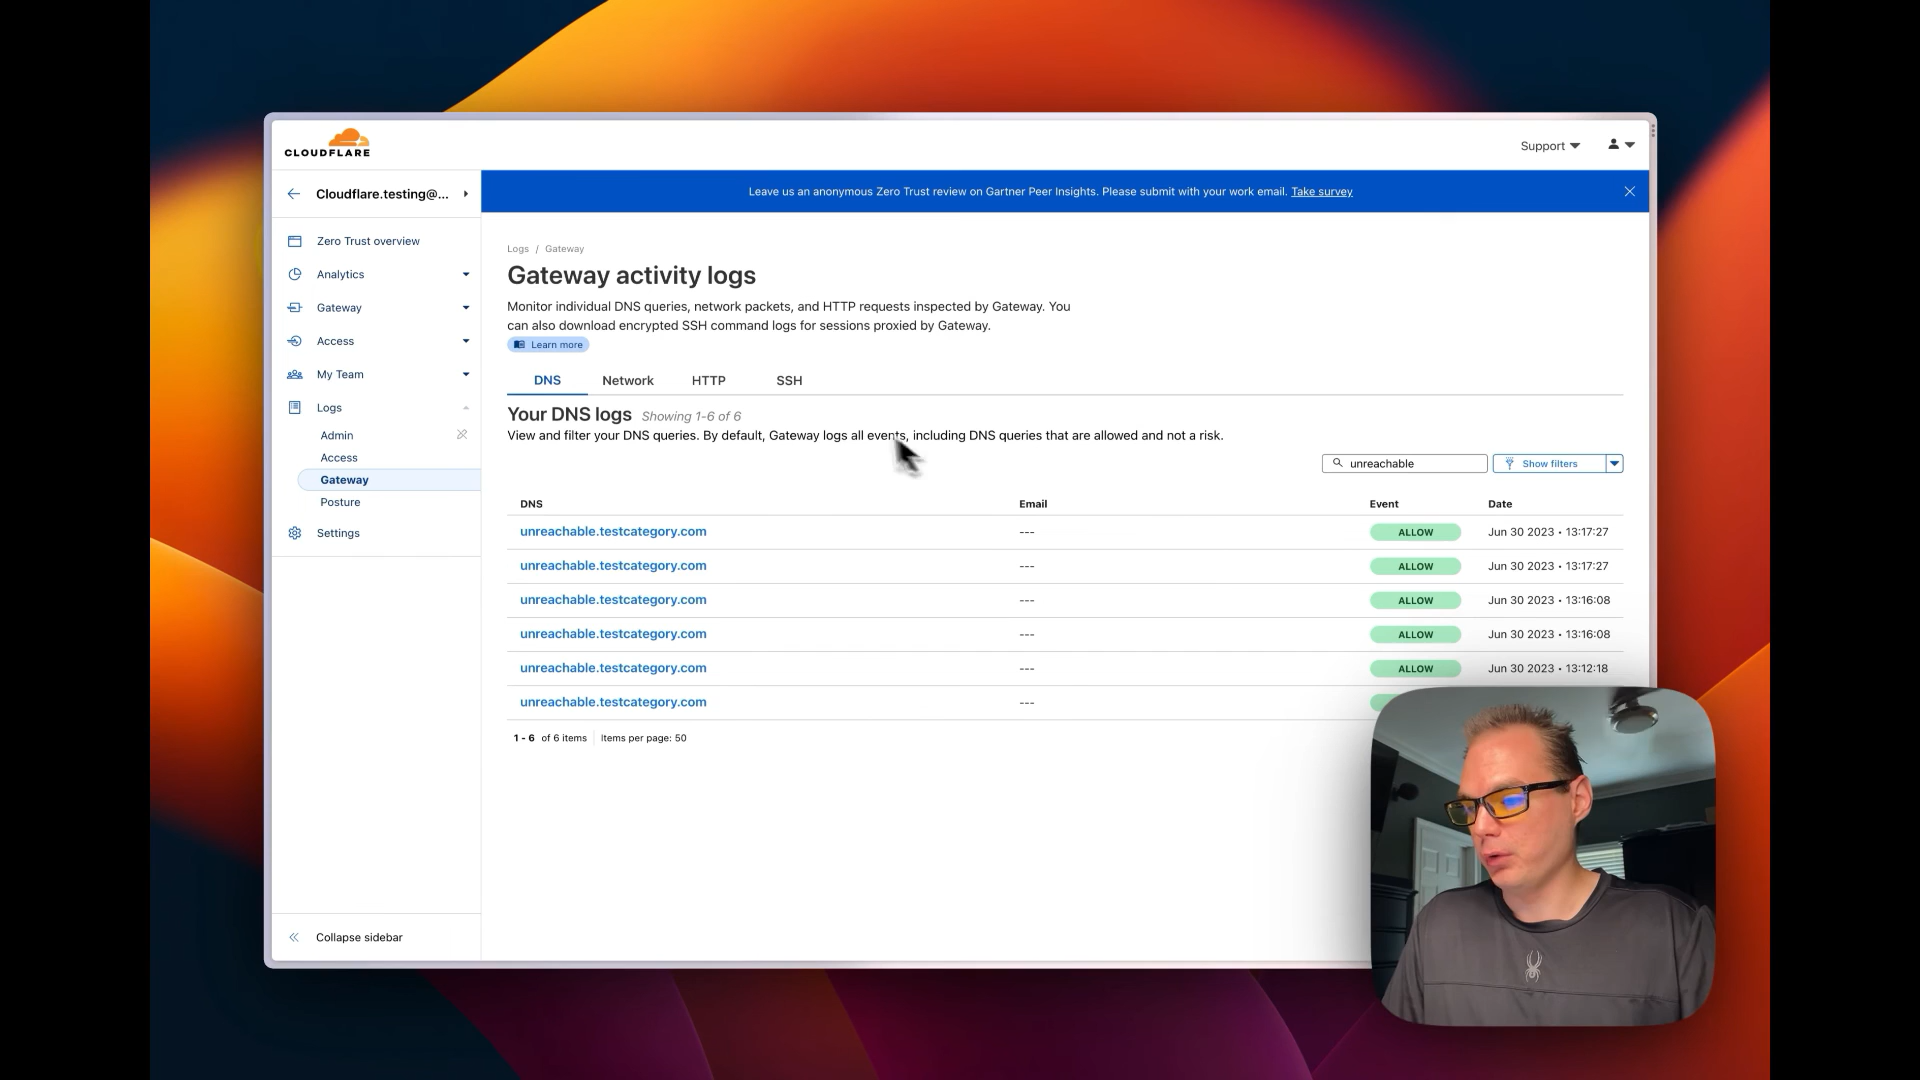 CLOUDFLARE
Support
Cloudflare.testing@...
Leave us an anonymous Zero Trust review on Gartner Peer Insights. Please submit with your work email. Take survey
Zero Trust overview
Analytics
Gateway
Access
My Team
Logs
Admin
Access
Gateway
Posture
Settings
Collapse sidebar
Logs / Gateway
Gateway activity logs
Monitor individual DNS queries, network packets, and HTTP requests inspected by Gateway. You
can also download encrypted SSH command logs for sessions proxied by Gateway.
Learn more
DNS Network HTTP SSH
Your DNS logs Showing 1-6 of 6
View and filter your DNS queries. By default, Gateway logs all events, including DNS queries that are allowed and not a risk.
unreachable Show filters
DNS Email Event Date
unreachable.testcategory.com --- ALLOW Jun 30 2023 • 13:17:27
unreachable.testcategory.com --- ALLOW Jun 30 2023 • 13:17:27
unreachable.testcategory.com --- ALLOW Jun 30 2023 • 13:16:08
unreachable.testcategory.com --- ALLOW Jun 30 2023 • 13:16:08
unreachable.testcategory.com --- ALLOW Jun 30 2023 • 13:12:18
unreachable.testcategory.com ---
1 - 6 of 6 items Items per page: 50